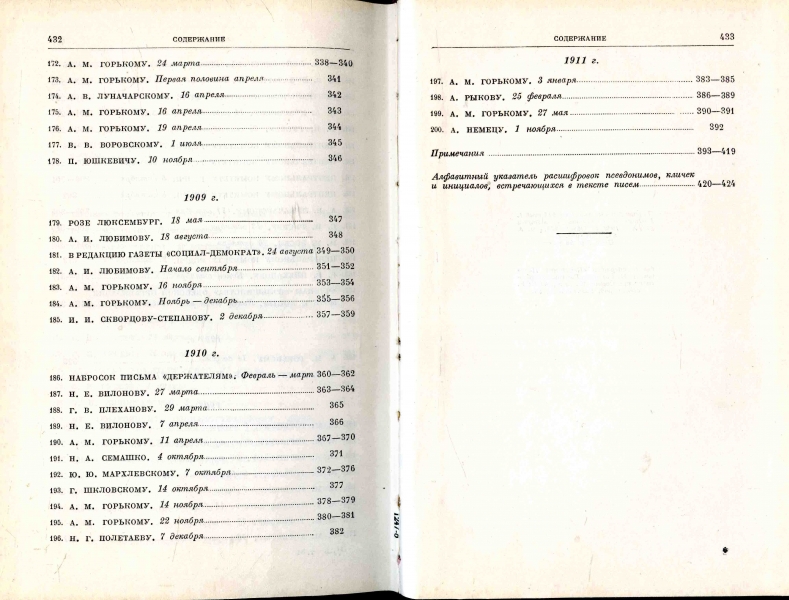 432 СОДЕРЖАНИЕ
172. А. М. ГОРЬКОМУ. 24 марта 338—340
173. А. М. ГОРЬКОМУ. Первая половина апреля 341
174. А. В. ЛУНАЧАРСКОМУ. 16 апреля 342
175. А. М. ГОРЬКОМУ. 16 апреля 343
176. А. М. ГОРЬКОМУ. 19 апреля 344
177. В. В. ВОРОВСКОМУ. 1 июля 345
178. П. ЮШКЕВИЧУ. 10 ноября 346
1909 г.
179. РОЗЕ ЛЮКСЕМБУРГ. 18 мая 347
180. А. И. ЛЮБИМОВУ. 18 августа 348
181. В РЕДАКЦИЮ ГАЗЕТЫ «СОЦИАЛ-ДЕМОКРАТ». 24 августа 349—350
182. А. И. ЛЮБИМОВУ. Начало сентября 351—352
183. А. М. ГОРЬКОМУ. 16 ноября 353—354
184. А. М. ГОРЬКОМУ. Ноябрь — декабрь 355—356
185. И. И. СКВОРЦОВУ-СТЕПАНОВУ. 2 декабря 357—359
1910 г.
186. НАБРОСОК ПИСЬМА «ДЕРЖАТЕЛЯМ». Февраль — март 360—362
187. Н. Е. ВИЛОНОВУ. 27 марта 363—364
188. Г. В. ПЛЕХАНОВУ. 29 марта 365
189. Н. Е. ВИЛОНОВУ. 7 апреля 366
190. А. М. ГОРЬКОМУ. 11 апреля 367—370
191. Н. А. СЕМАШКО. 4 октября 371
192. Ю. Ю. МАРХЛЕВСКОМУ. 7 октября 372—376
193. Г. ШКЛОВСКОМУ. 14 октября 377
194. А. М. ГОРЬКОМУ. 14 ноября 378—379
195. А. М. ГОРЬКОМУ. 22 ноября 380—381
196. Н. Г. ПОЛЕТАЕВУ. 7 декабря 382
СОДЕРЖАНИЕ 433
1911 г.
197. А. М. ГОРЬКОМУ. 3 января 383—385
198. А. РЫКОВУ. 25 февраля 386—389
199. А. М. ГОРЬКОМУ. 27 мая 390—391
200. А. НЕМЕЦУ. 1 ноября 392
Примечания 393—419
Алфавитный указатель расшифровок псевдонимов, кличек
и инициалов, встречающихся в тексте писем 420—424